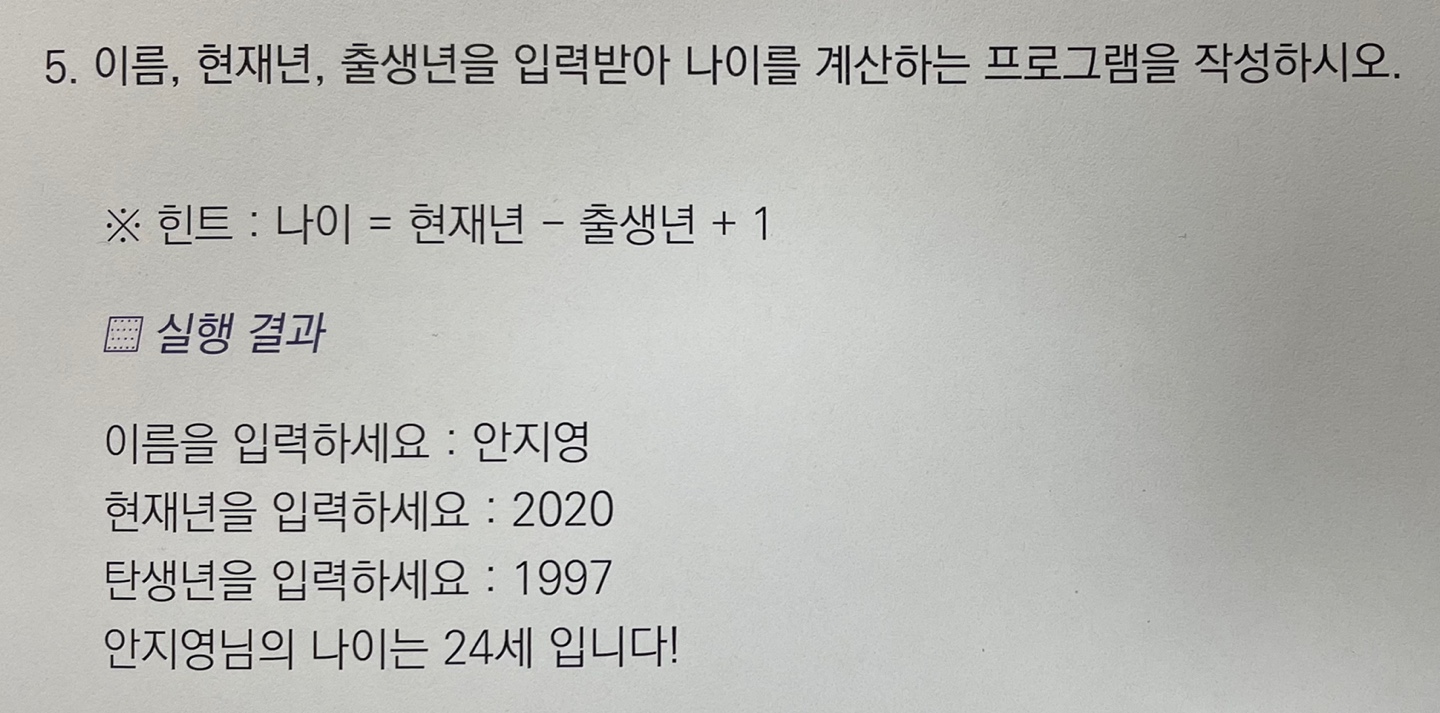 5. 이름, 현재년, 출생년을 입력받아 나이를 계산하는 프로그램을 작성하시오.
※ 힌트 : 나이 = 현재년 - 출생년 + 1
▤ 실행 결과
이름을 입력하세요 : 안지영
현재년을 입력하세요 : 2020
탄생년을 입력하세요 : 1997
안지영님의 나이는 24세 입니다!